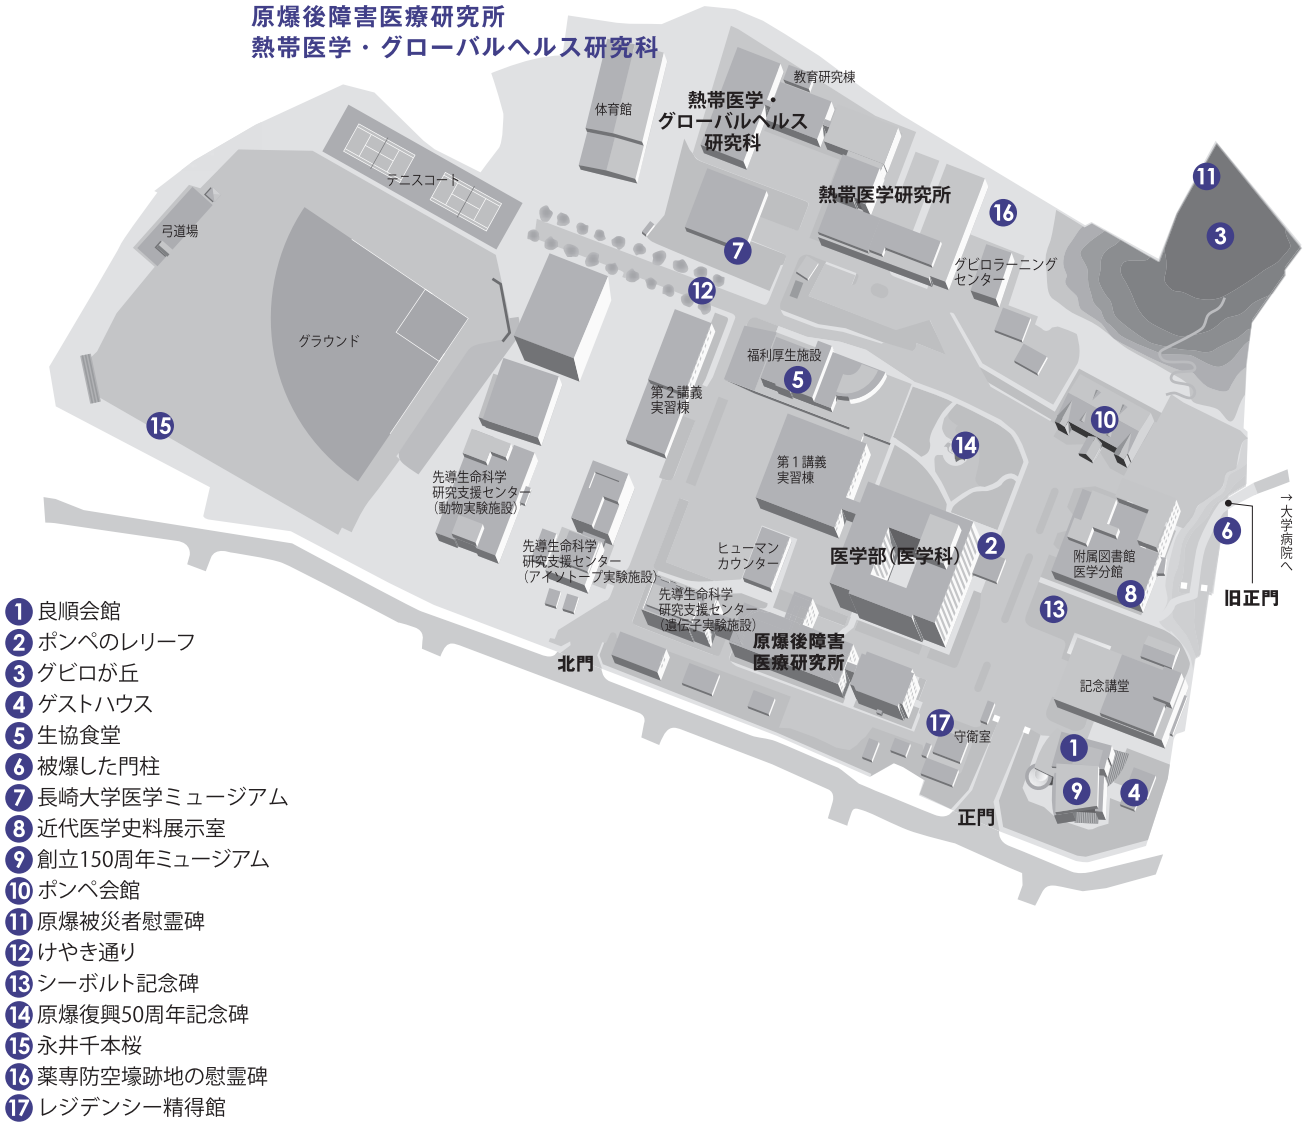 原爆後障害医療研究所
熱帯医学・グローバルヘルス研究科
教育研究棟
体育館
熱帯医学・
グローバルヘルス
研究科
テニスコート
11
熱帯医学研究所
16
3
弓道場
7
グビロラーニング
センター
12
グラウンド
福利厚生施設
5
第２講義
実習棟
15
10
14
第１講義
実習棟
先導生命科学
研究支援センター
（動物実験施設）
→大学病院へ
6
2
先導生命科学
研究支援センター
（アイソトープ実験施設）
ヒューマン
カウンター
医学部（医学科）
附属図書館
医学分館
8
旧正門
先導生命科学
研究支援センター
（遺伝子実験施設）
13
原爆後障害
医療研究所
北門
記念講堂
17
守衛室
1
9
4
正門
1 良順会館
2 ポンペのレリーフ
3 グビロが丘
4 ゲストハウス
5 生協食堂
6 被爆した門柱
7 長崎大学医学ミュージアム
8 近代医学史料展示室
9 創立150周年ミュージアム
10 ポンペ会館
11 原爆被災者慰霊碑
12 けやき通り
13 シーボルト記念碑
14 原爆復興50周年記念碑
15 永井千本桜
16 薬専防空壕跡地の慰霊碑
17 レジデンシー精得館